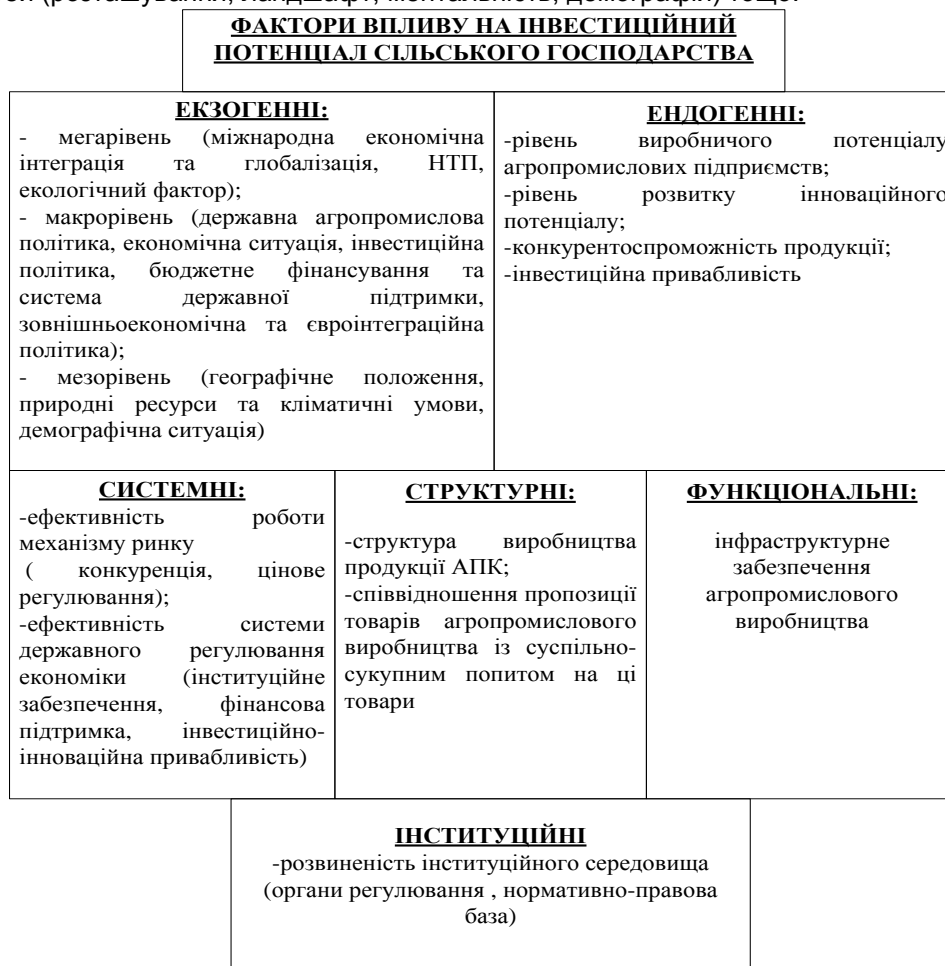 (розташування, ландшафт, ментальність, демографія) тощо.
ФАКТОРИ ВПЛИВУ НА ІНВЕСТИЦІЙНИЙ
ПОТЕНЦІАЛ СІЛЬСЬКОГО ГОСПОДАРСТВА
ЕКЗОГЕННІ:
- мегарівень (міжнародна економічна
інтеграція та глобалізація, НТП,
екологічний фактор);
- макрорівень (державна агропромислова
політика, економічна ситуація, інвестиційна
політика, бюджетне фінансування та
система державної підтримки,
зовнішньоекономічна та євроінтеграційна
політика);
- мезорівень (географічне положення,
природні ресурси та кліматичні умови,
демографічна ситуація)
ЕНДОГЕННІ:
-рівень виробничого потенціалу
агропромислових підприємств;
-рівень розвитку інноваційного
потенціалу;
-конкурентоспроможність продукції;
-інвестиційна привабливість
СИСТЕМНІ:
-ефективність роботи
механізму ринку
( конкуренція, цінове
регулювання);
-ефективність системи
державного регулювання
економіки (інституційне
забезпечення, фінансова
підтримка, інвестиційно-
інноваційна привабливість)
СТРУКТУРНІ:
-структура виробництва
продукції АПК;
-співвідношення пропозиції
товарів агропромислового
виробництва із суспільно-
сукупним попитом на ці
товари
ФУНКЦІОНАЛЬНІ:
інфраструктурне
забезпечення
агропромислового
виробництва
ІНСТИТУЦІЙНІ
-розвиненість інституційного середовища
(органи регулювання , нормативно-правова
база)